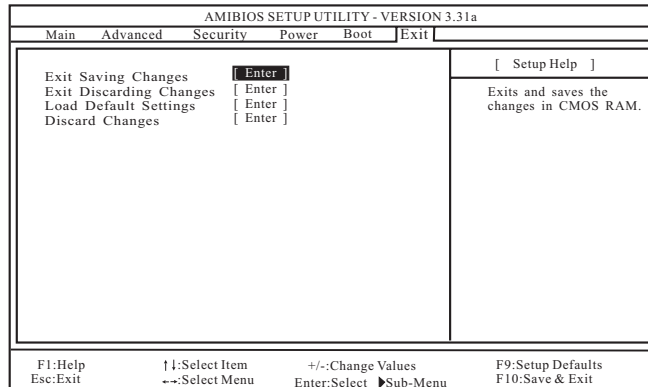 AMIBIOS SETUP UTILITY - VERSION 3.31a
Main Advanced Security Power Boot Exit
Exit Saving Changes [ Enter ]
Exit Discarding Changes [ Enter ]
Load Default Settings [ Enter ]
Discard Changes [ Enter ]
[ Setup Help ]
Exits and saves the
changes in CMOS RAM.
F1:Help ↑↓:Select Item +/-:Change Values F9:Setup Defaults
Esc:Exit ←→:Select Menu Enter:Select ▶Sub-Menu F10:Save & Exit